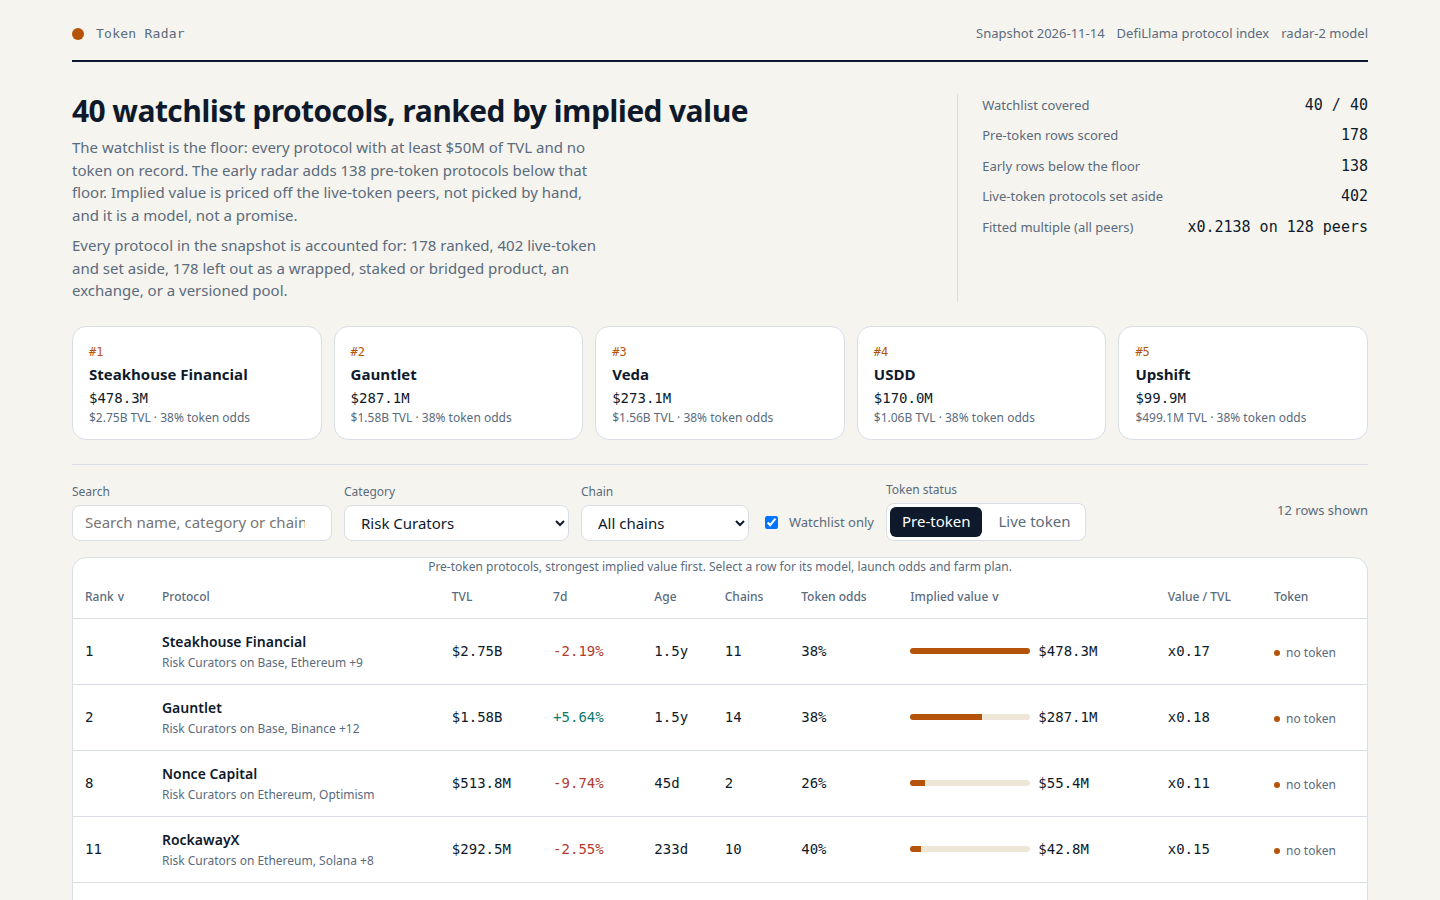 Token Radar
Snapshot 2026-11-14 DefiLlama protocol index radar-2 model
40 watchlist protocols, ranked by implied value
The watchlist is the floor: every protocol with at least $50M of TVL and no
token on record. The early radar adds 138 pre-token protocols below that
floor. Implied value is priced off the live-token peers, not picked by hand,
and it is a model, not a promise.
Every protocol in the snapshot is accounted for: 178 ranked, 402 live-token
and set aside, 178 left out as a wrapped, staked or bridged product, an
exchange, or a versioned pool.
Watchlist covered 40 / 40
Pre-token rows scored 178
Early rows below the floor 138
Live-token protocols set aside 402
Fitted multiple (all peers) x0.2138 on 128 peers
#1
Steakhouse Financial
$478.3M
$2.75B TVL · 38% token odds
#2
Gauntlet
$287.1M
$1.58B TVL · 38% token odds
#3
Veda
$273.1M
$1.56B TVL · 38% token odds
#4
USDD
$170.0M
$1.06B TVL · 38% token odds
#5
Upshift
$99.9M
$499.1M TVL · 38% token odds
Search
Search name, category or chain
Category
Risk Curators
Chain
All chains
Watchlist only
Token status
Pre-token Live token
12 rows shown
Pre-token protocols, strongest implied value first. Select a row for its model, launch odds and farm plan.
Rank v Protocol TVL 7d Age Chains Token odds Implied value v Value / TVL Token
1 Steakhouse Financial $2.75B -2.19% 1.5y 11 38% $478.3M x0.17 no token
Risk Curators on Base, Ethereum +9
2 Gauntlet $1.58B +5.64% 1.5y 14 38% $287.1M x0.18 no token
Risk Curators on Base, Binance +12
8 Nonce Capital $513.8M -9.74% 45d 2 26% $55.4M x0.11 no token
Risk Curators on Ethereum, Optimism
11 RockawayX $292.5M -2.55% 233d 10 40% $42.8M x0.15 no token
Risk Curators on Ethereum, Solana +8